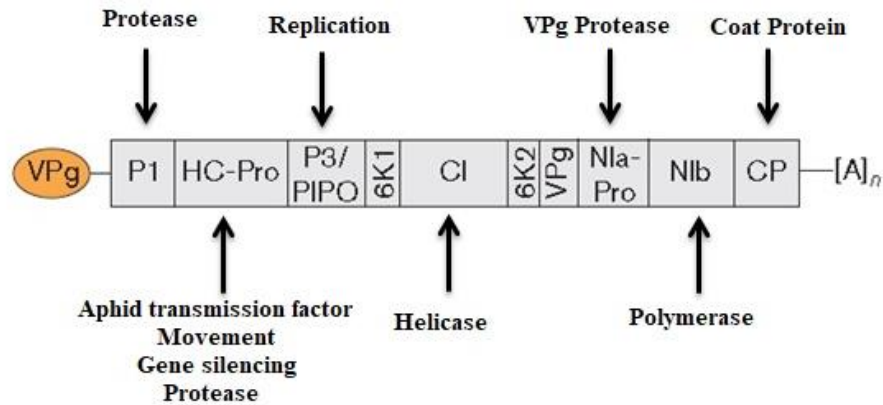 Protease
Replication
VPg Protease
Coat Protein
VPg
P1
HC-Pro
P3/
PIPO
6K1
CI
6K2
VPg
NIa-
Pro
NIb
CP
[A]n
Aphid transmission factor
Movement
Gene silencing
Protease
Helicase
Polymerase